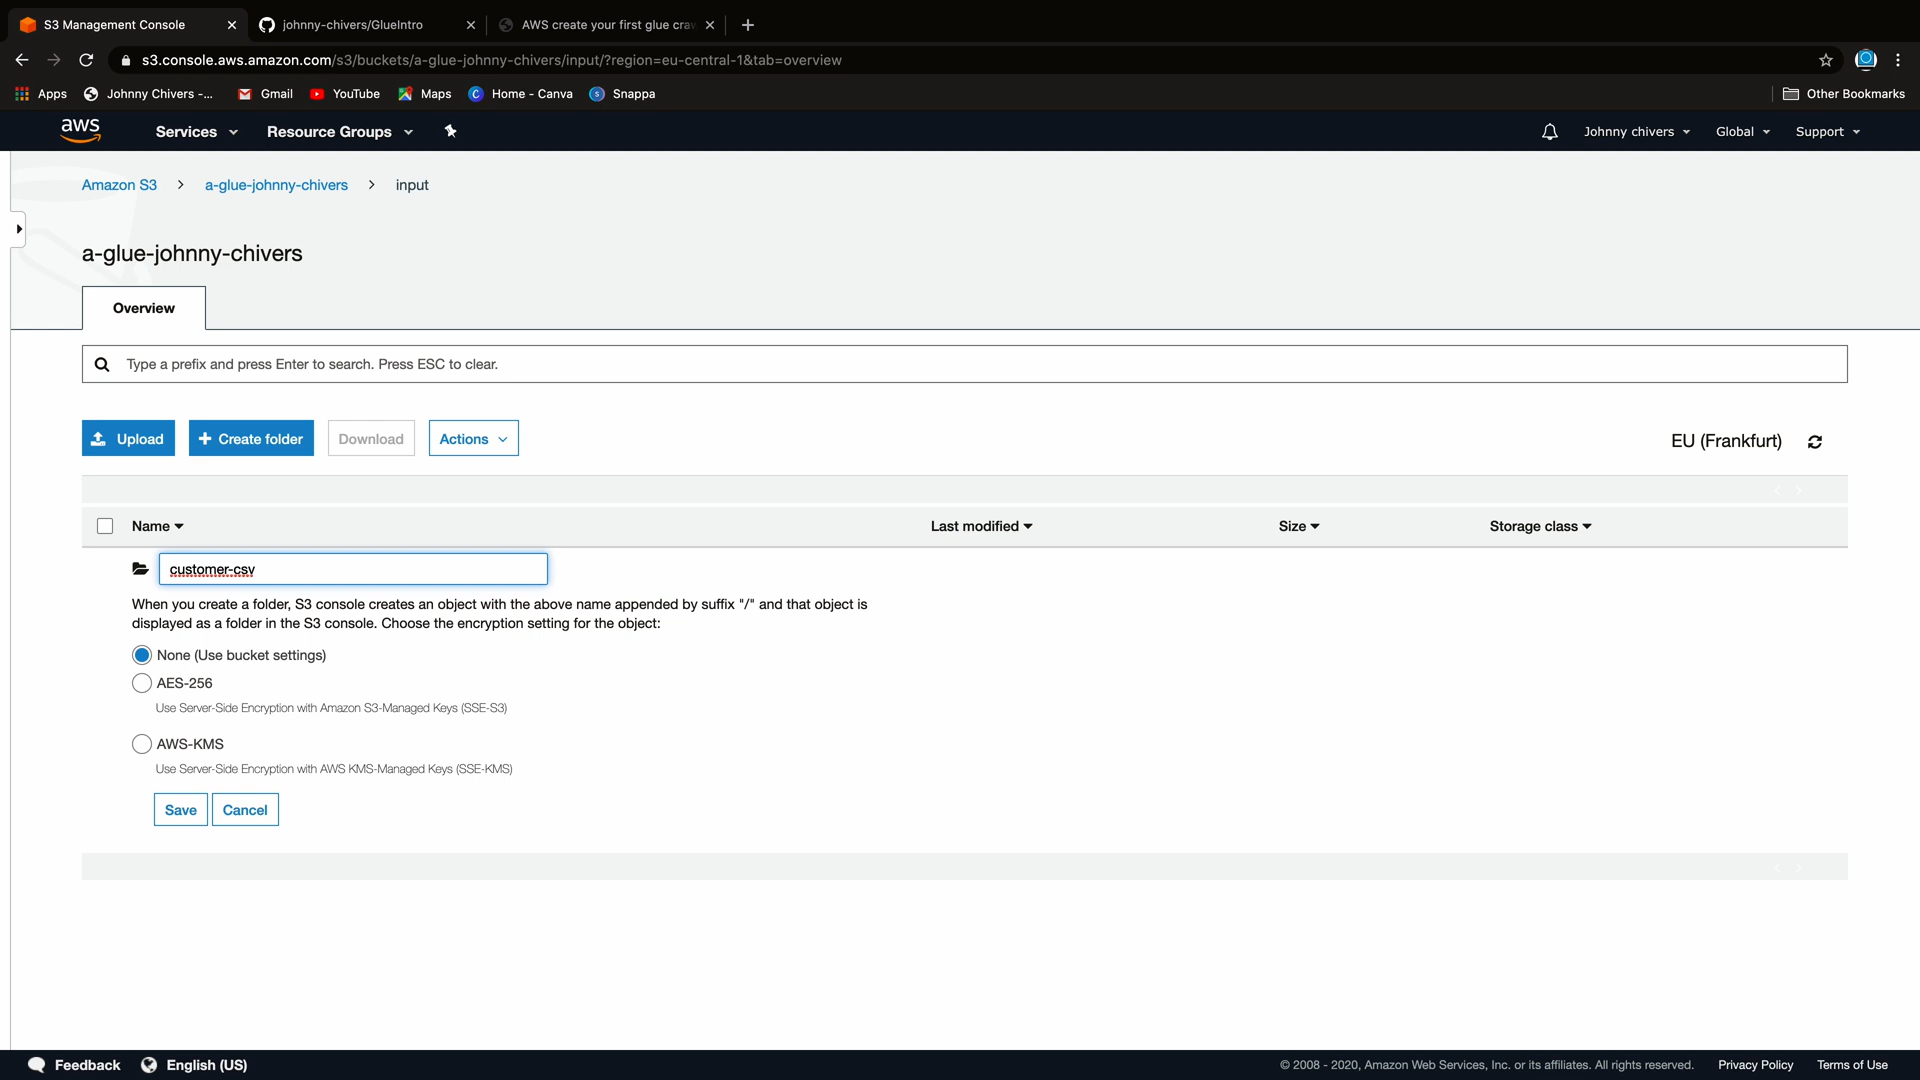 S3 Management Console
johnny-chivers/GlueIntro
AWS create your first glue craw
s3.console.aws.amazon.com/s3/buckets/a-glue-johnny-chivers/input/?region=eu-central-1&tab=overview
Apps
Johnny Chivers -...
Gmail
YouTube
Maps
Home - Canva
Snappa
Other Bookmarks
aws
Services
Resource Groups
Johnny chivers
Global
Support
Amazon S3 > a-glue-johnny-chivers > input
a-glue-johnny-chivers
Overview
Type a prefix and press Enter to search. Press ESC to clear.
Upload
+ Create folder
Download
Actions
EU (Frankfurt)
Name
Last modified
Size
Storage class
customer-csv
When you create a folder, S3 console creates an object with the above name appended by suffix "/" and that object is
displayed as a folder in the S3 console. Choose the encryption setting for the object:
None (Use bucket settings)
AES-256
Use Server-Side Encryption with Amazon S3-Managed Keys (SSE-S3)
AWS-KMS
Use Server-Side Encryption with AWS KMS-Managed Keys (SSE-KMS)
Save
Cancel
Feedback
English (US)
© 2008 - 2020, Amazon Web Services, Inc. or its affiliates. All rights reserved.
Privacy Policy
Terms of Use